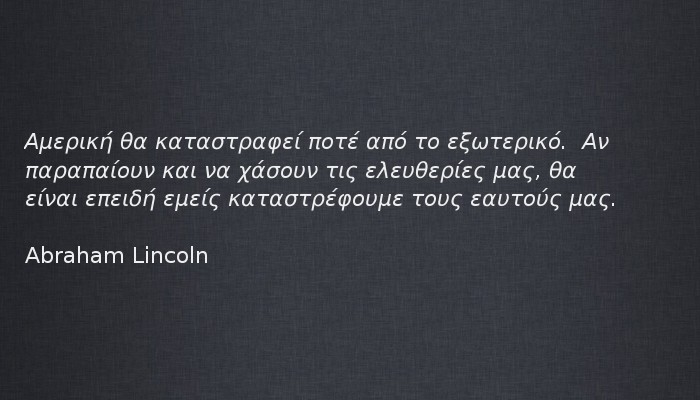 Αμερική θα καταστραφεί ποτέ από το εξωτερικό.  Αν
παραπαίουν και να χάσουν τις ελευθερίες μας, θα
είναι επειδή εμείς καταστρέφουμε τους εαυτούς μας.
Abraham Lincoln